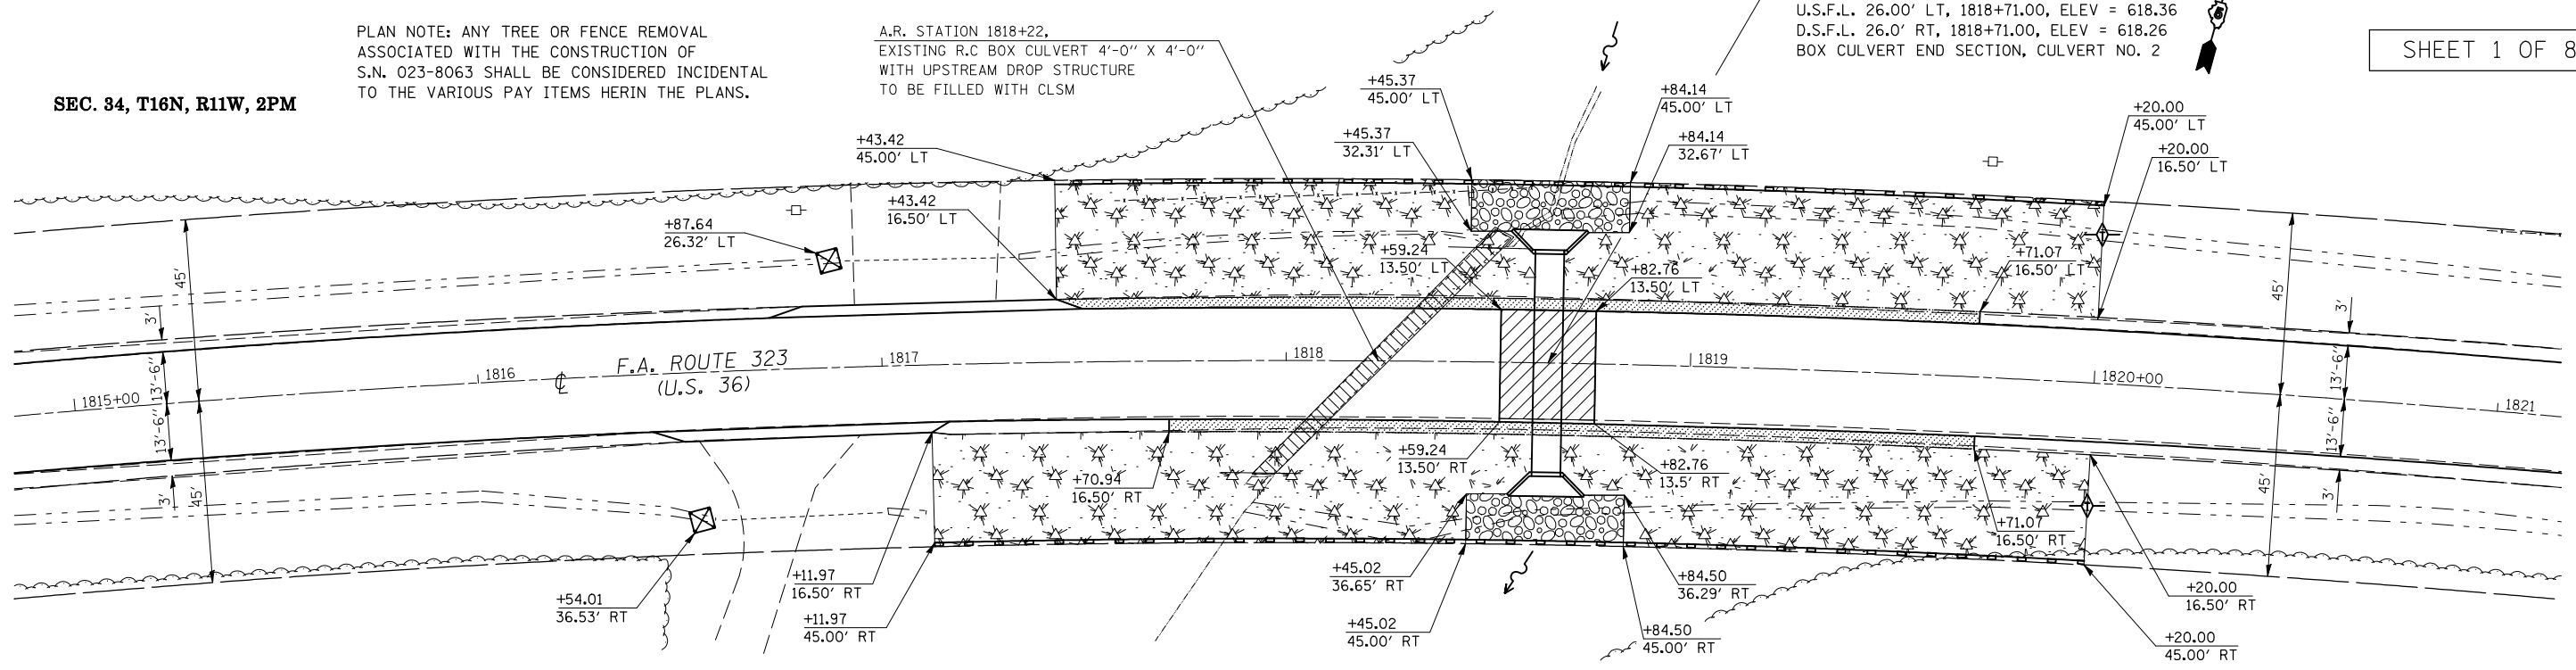 PLAN NOTE: ANY TREE OR FENCE REMOVAL
ASSOCIATED WITH THE CONSTRUCTION OF
S.N. 023-8063 SHALL BE CONSIDERED INCIDENTAL
TO THE VARIOUS PAY ITEMS HERIN THE PLANS.
SEC. 34, T16N, R11W, 2PM
A.R. STATION 1818+22,
EXISTING R.C BOX CULVERT 4'-0" X 4'-0"
WITH UPSTREAM DROP STRUCTURE
TO BE FILLED WITH CLSM
U.S.F.L. 26.00' LT, 1818+71.00, ELEV = 618.36
D.S.F.L. 26.0' RT, 1818+71.00, ELEV = 618.26
BOX CULVERT END SECTION, CULVERT NO. 2
SHEET 1 OF 8
+45.37
45.00' LT
+84.14
45.00' LT
+20.00
45.00' LT
+43.42
45.00' LT
+45.37
32.31' LT
+84.14
32.67' LT
+20.00
16.50' LT
+43.42
16.50' LT
+87.64
26.32' LT
+59.24
13.50' LT
+82.76
13.50' LT
+71.07
16.50' LT
45'
3'
13'-6"
13'-6"
3'
45'
45'
3'
13'-6"
13'-6"
3'
45'
1815+00
1816
℄
F.A. ROUTE 323
(U.S. 36)
1817
1818
1819
1820+00
1821
+59.24
13.50' RT
+82.76
13.5' RT
+70.94
16.50' RT
+71.07
16.50' RT
+11.97
16.50' RT
+45.02
36.65' RT
+84.50
36.29' RT
+20.00
16.50' RT
+54.01
36.53' RT
+11.97
45.00' RT
+45.02
45.00' RT
+84.50
45.00' RT
+20.00
45.00' RT